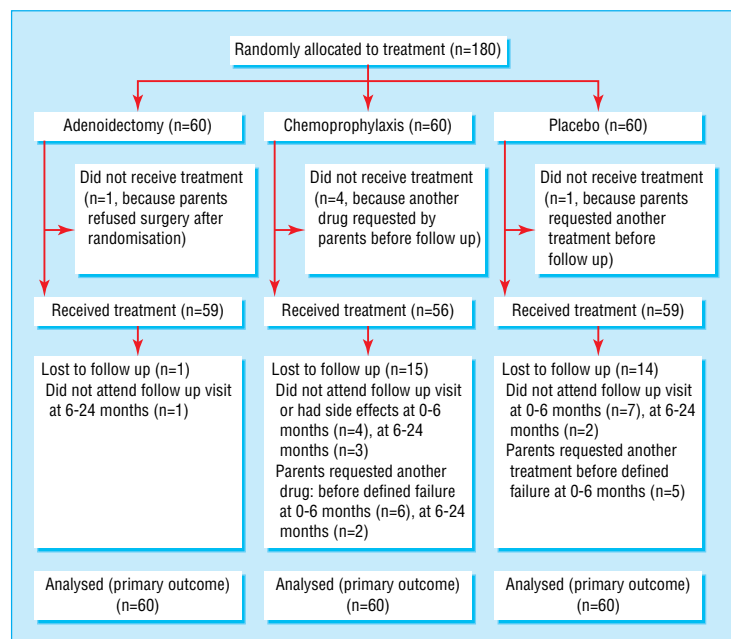 Randomly allocated to treatment (n=180)
Adenoidectomy (n=60)
Chemoprophylaxis (n=60)
Placebo (n=60)
Did not receive treatment
(n=1, because parents
refused surgery after
randomisation)
Did not receive treatment
(n=4, because another
drug requested by
parents before follow up)
Did not receive treatment
(n=1, because parents
requested another
treatment before
follow up)
Received treatment (n=59)
Received treatment (n=56)
Received treatment (n=59)
Lost to follow up (n=1)
Did not attend follow up visit
at 6-24 months (n=1)
Lost to follow up (n=15)
Did not attend follow up visit
or had side effects at 0-6
months (n=4), at 6-24
months (n=3)
Parents requested another
drug: before defined failure
at 0-6 months (n=6), at 6-24
months (n=2)
Lost to follow up (n=14)
Did not attend follow up visit
at 0-6 months (n=7), at 6-24
months (n=2)
Parents requested another
treatment before defined
failure at 0-6 months (n=5)
Analysed (primary outcome)
(n=60)
Analysed (primary outcome)
(n=60)
Analysed (primary outcome)
(n=60)